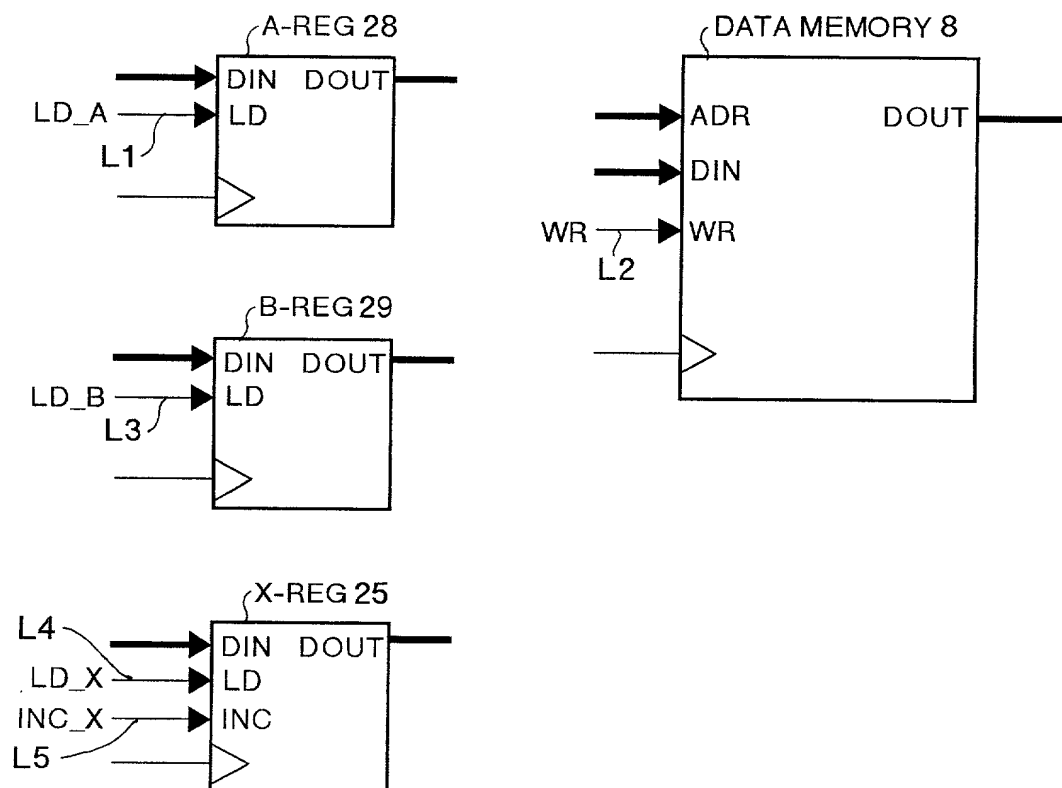 A-REG 28
DIN DOUT
LD_A LD
L1
B-REG 29
DIN DOUT
LD_B LD
L3
X-REG 25
L4
DIN DOUT
LD_X LD
INC_X INC
L5
DATA MEMORY 8
ADR DOUT
DIN
WR WR
L2